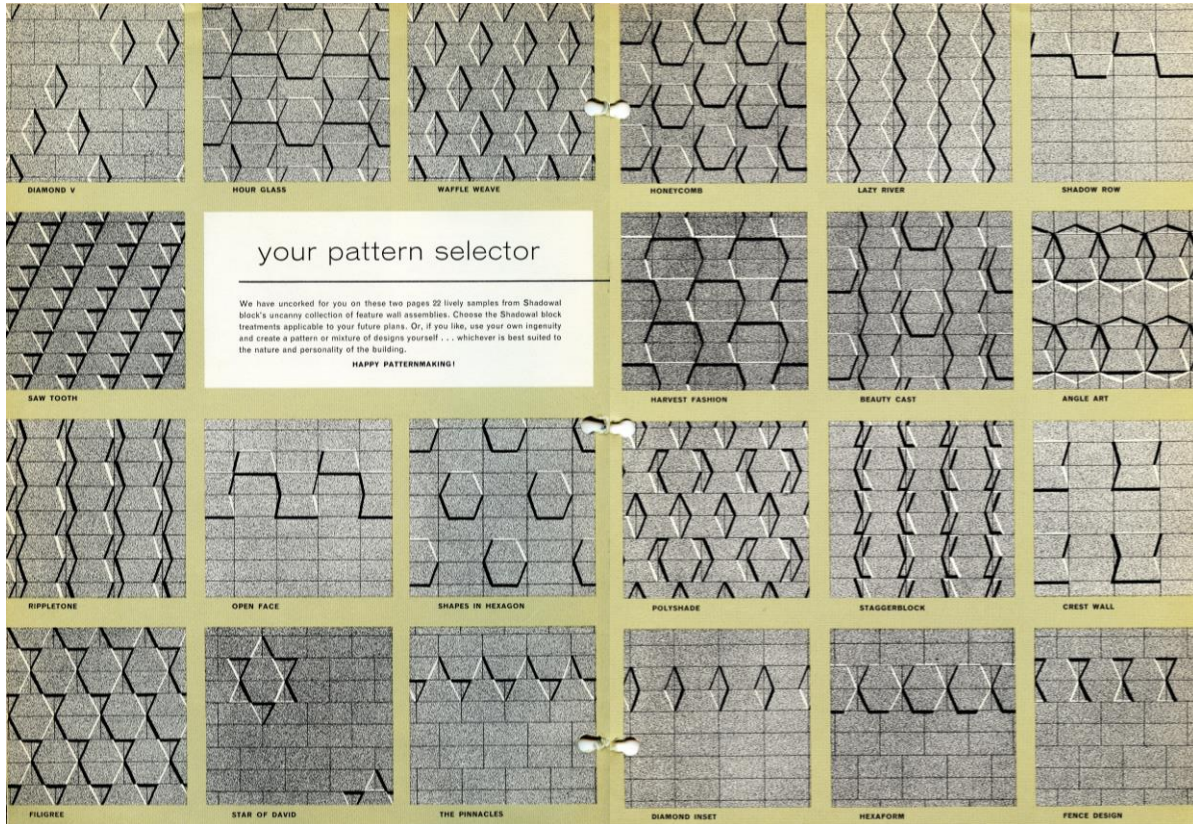 DIAMOND V
HOUR GLASS
WAFFLE WEAVE
HONEYCOMB
LAZY RIVER
SHADOW ROW
your pattern selector
We have uncorked for you on these two pages 22 lively samples from Shadowal
block's uncanny collection of feature wall assemblies. Choose the Shadowal block
treatments applicable to your future plans. Or, if you like, use your own ingenuity
and create a pattern or mixture of designs yourself . . . whichever is best suited to
the nature and personality of the building.
HAPPY PATTERNMAKING!
SAW TOOTH
HARVEST FASHION
BEAUTY CAST
ANGLE ART
RIPPLETONE
OPEN FACE
SHAPES IN HEXAGON
POLYSHADE
STAGGERBLOCK
CREST WALL
FILIGREE
STAR OF DAVID
THE PINNACLES
DIAMOND INSET
HEXAFORM
FENCE DESIGN